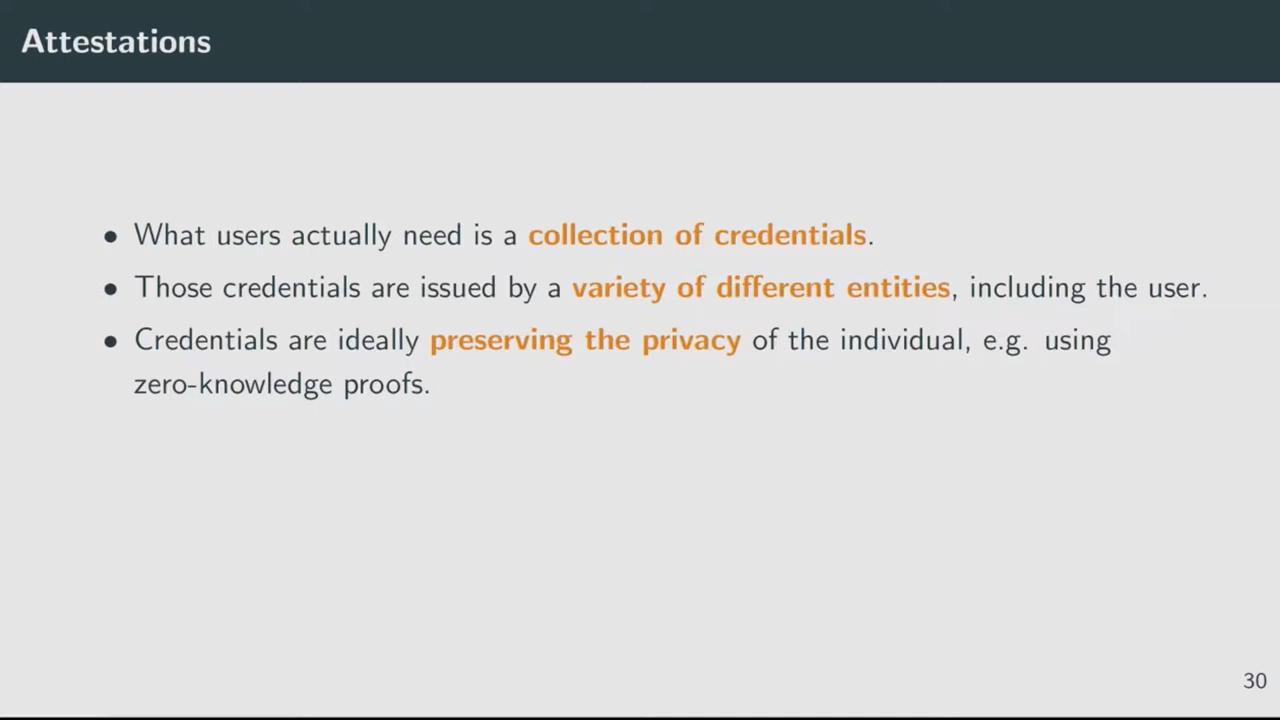 Attestations
• What users actually need is a collection of credentials.
• Those credentials are issued by a variety of different entities, including the user.
• Credentials are ideally preserving the privacy of the individual, e.g. using
zero-knowledge proofs.
30